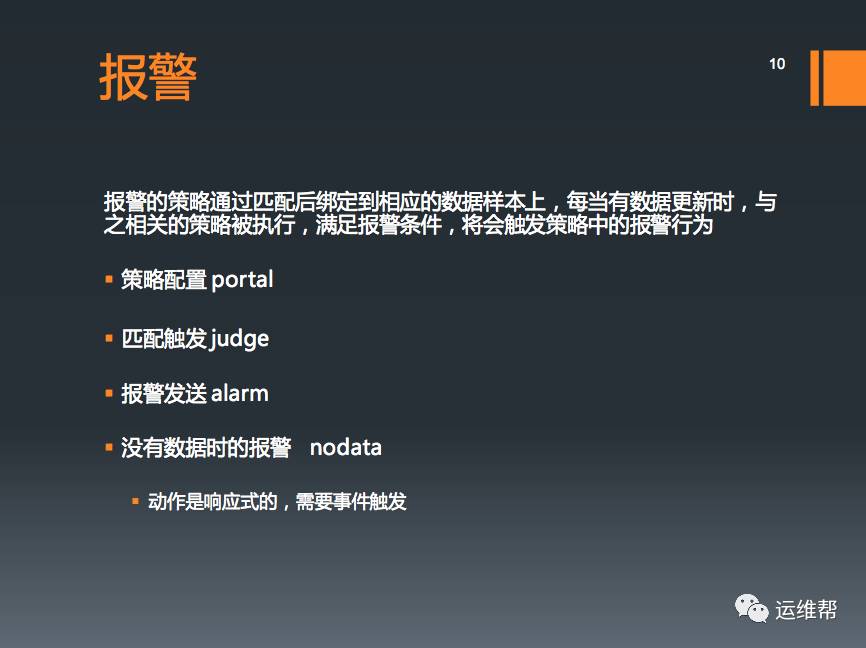 报警
10
报警的策略通过匹配后绑定到相应的数据样本上，每当有数据更新时，与
之相关的策略被执行，满足报警条件，将会触发策略中的报警行为
策略配置 portal
匹配触发 judge
报警发送 alarm
没有数据时的报警 nodata
动作是响应式的，需要事件触发
运维帮